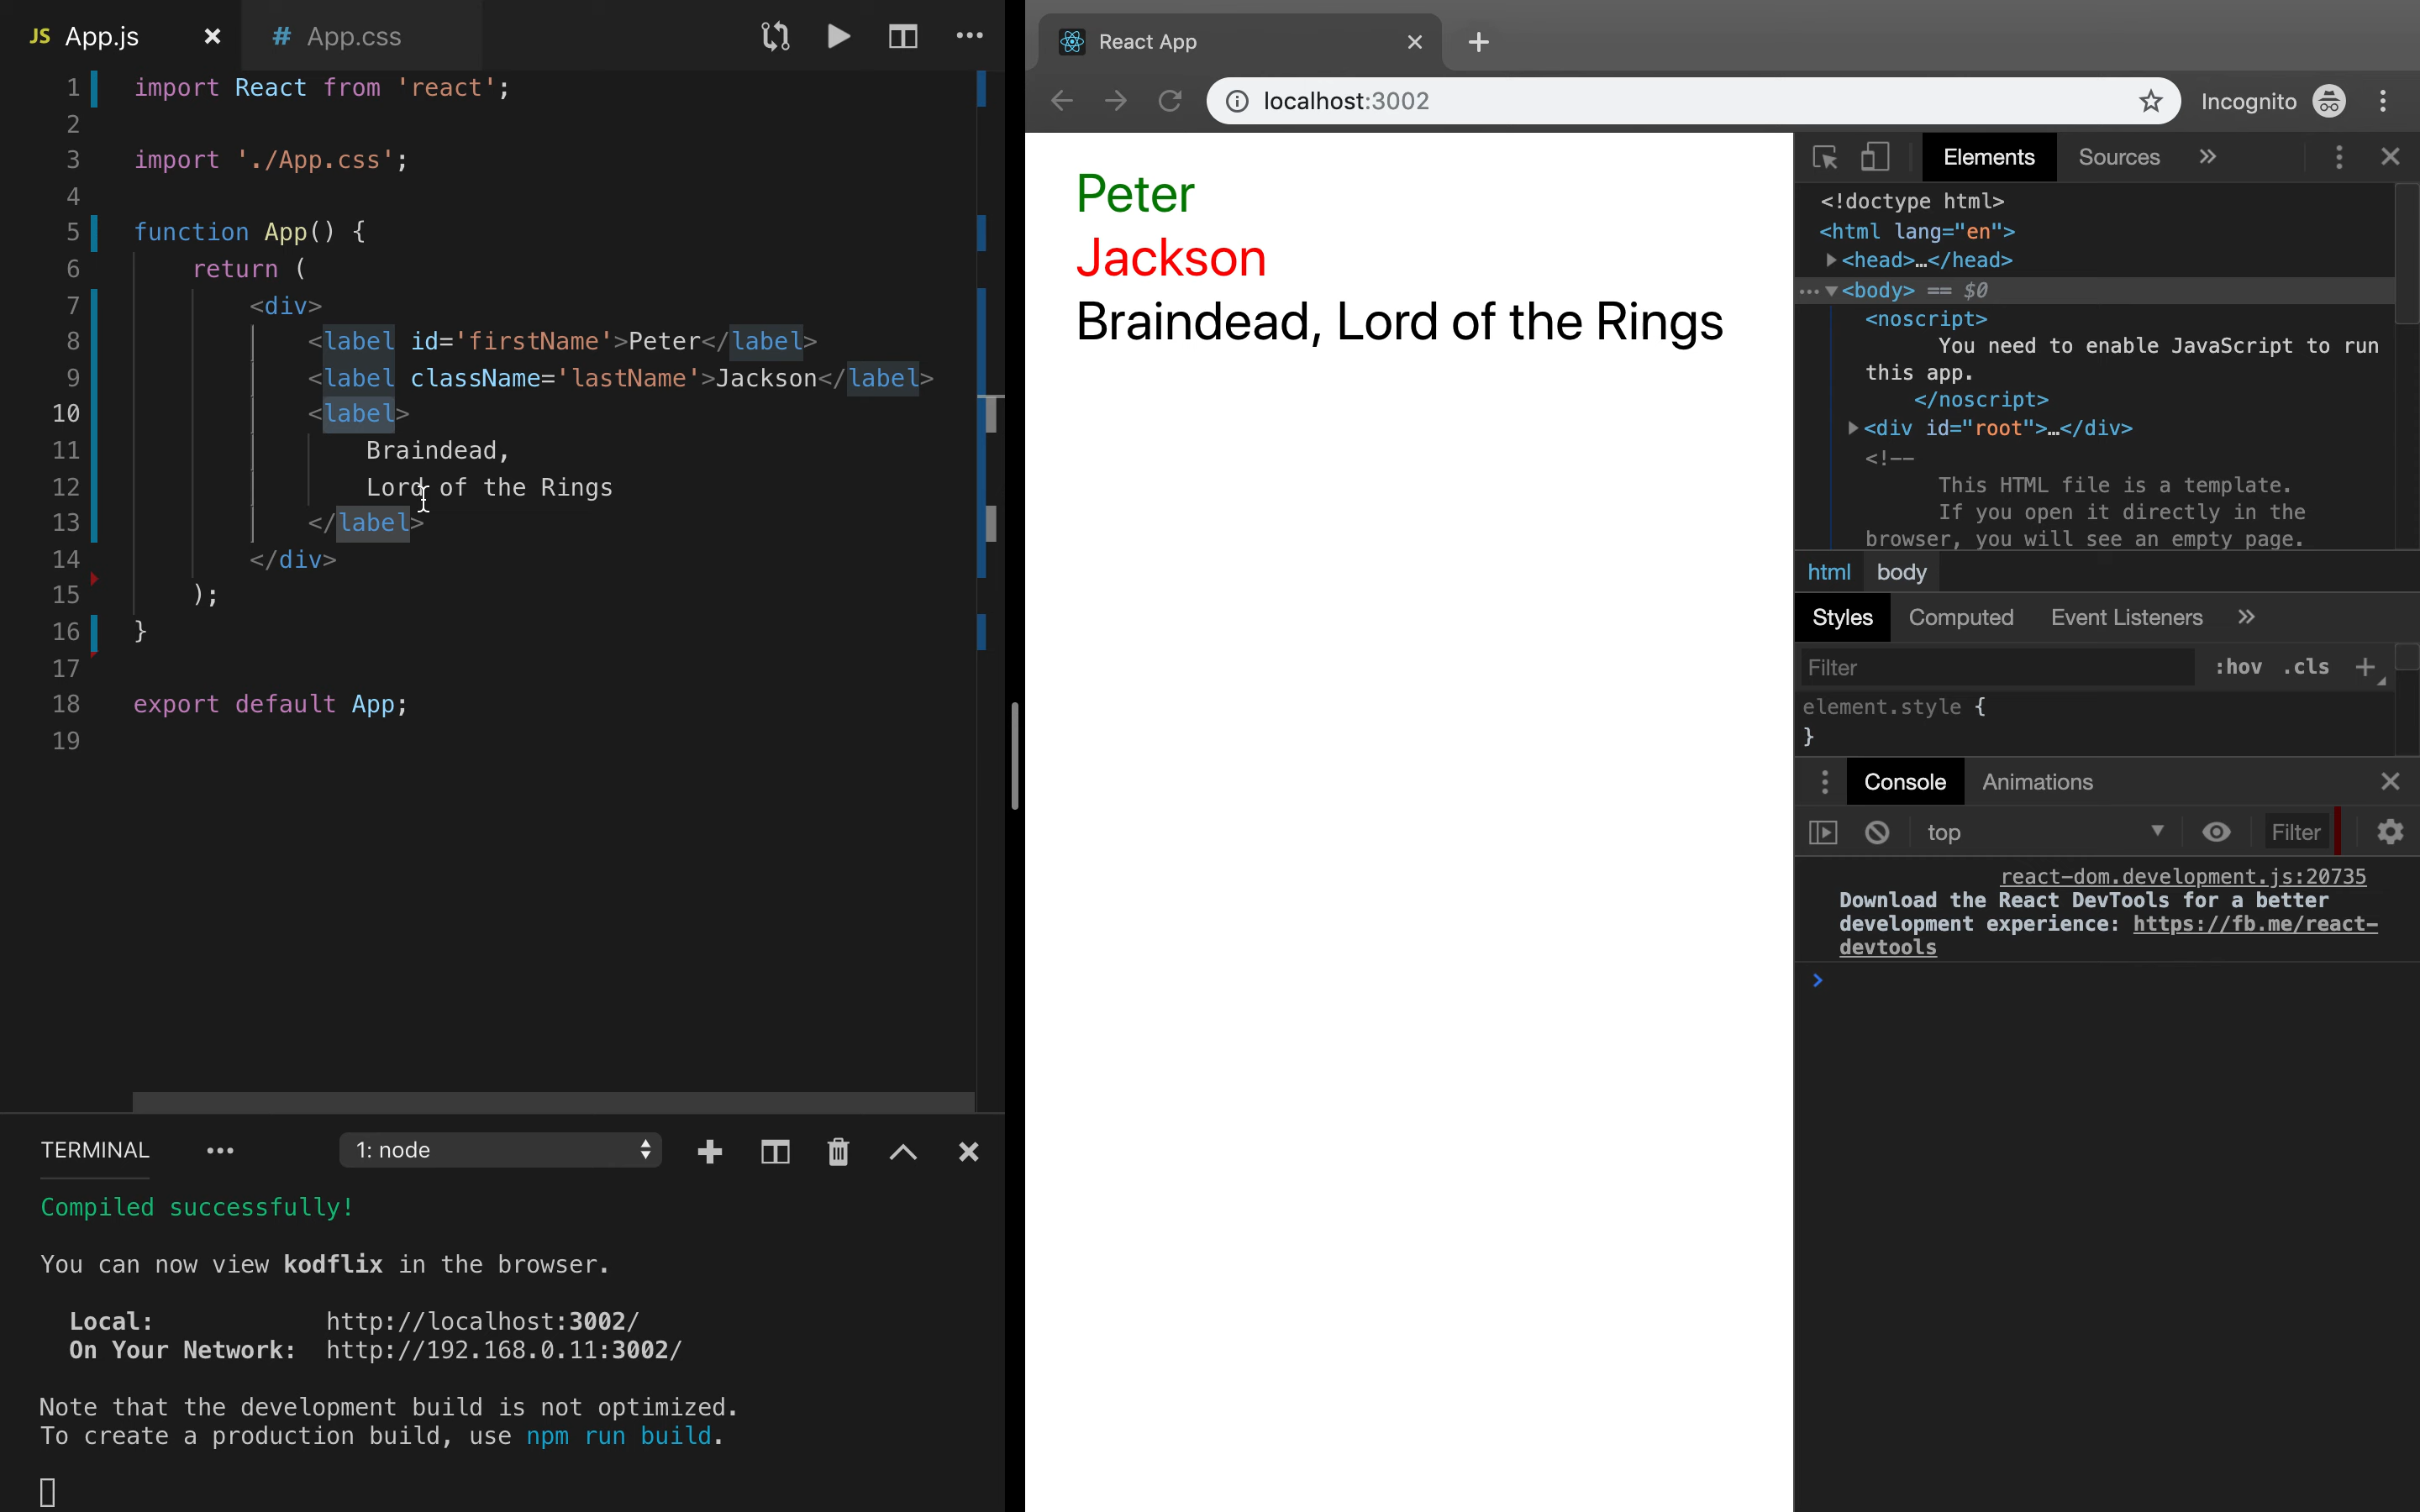 JS App.js
# App.css
1 import React from 'react';
2
3 import './App.css';
4
5 function App() {
6 return (
7 <div>
8 <label id='firstName'>Peter</label>
9 <label className='lastName'>Jackson</label>
10 <label>
11 Braindead,
12 Lord of the Rings
13 </label>
14 </div>
15 );
16 }
17
18 export default App;
19
TERMINAL
1: node
Compiled successfully!
You can now view kodflix in the browser.
Local: http://localhost:3002/
On Your Network: http://192.168.0.11:3002/
Note that the development build is not optimized.
To create a production build, use npm run build.
React App
localhost:3002
Incognito
Peter
Jackson
Braindead, Lord of the Rings
Elements Sources
<!doctype html>
<html lang="en">
<head>…</head>
<body> == $0
<noscript>
You need to enable JavaScript to run
this app.
</noscript>
<div id="root">…</div>
<!--
This HTML file is a template.
If you open it directly in the
browser, you will see an empty page.
html body
Styles Computed Event Listeners
Filter :hov .cls
element.style {
}
Console Animations
top Filter
react-dom.development.js:20735
Download the React DevTools for a better
development experience: https://fb.me/react-
devtools